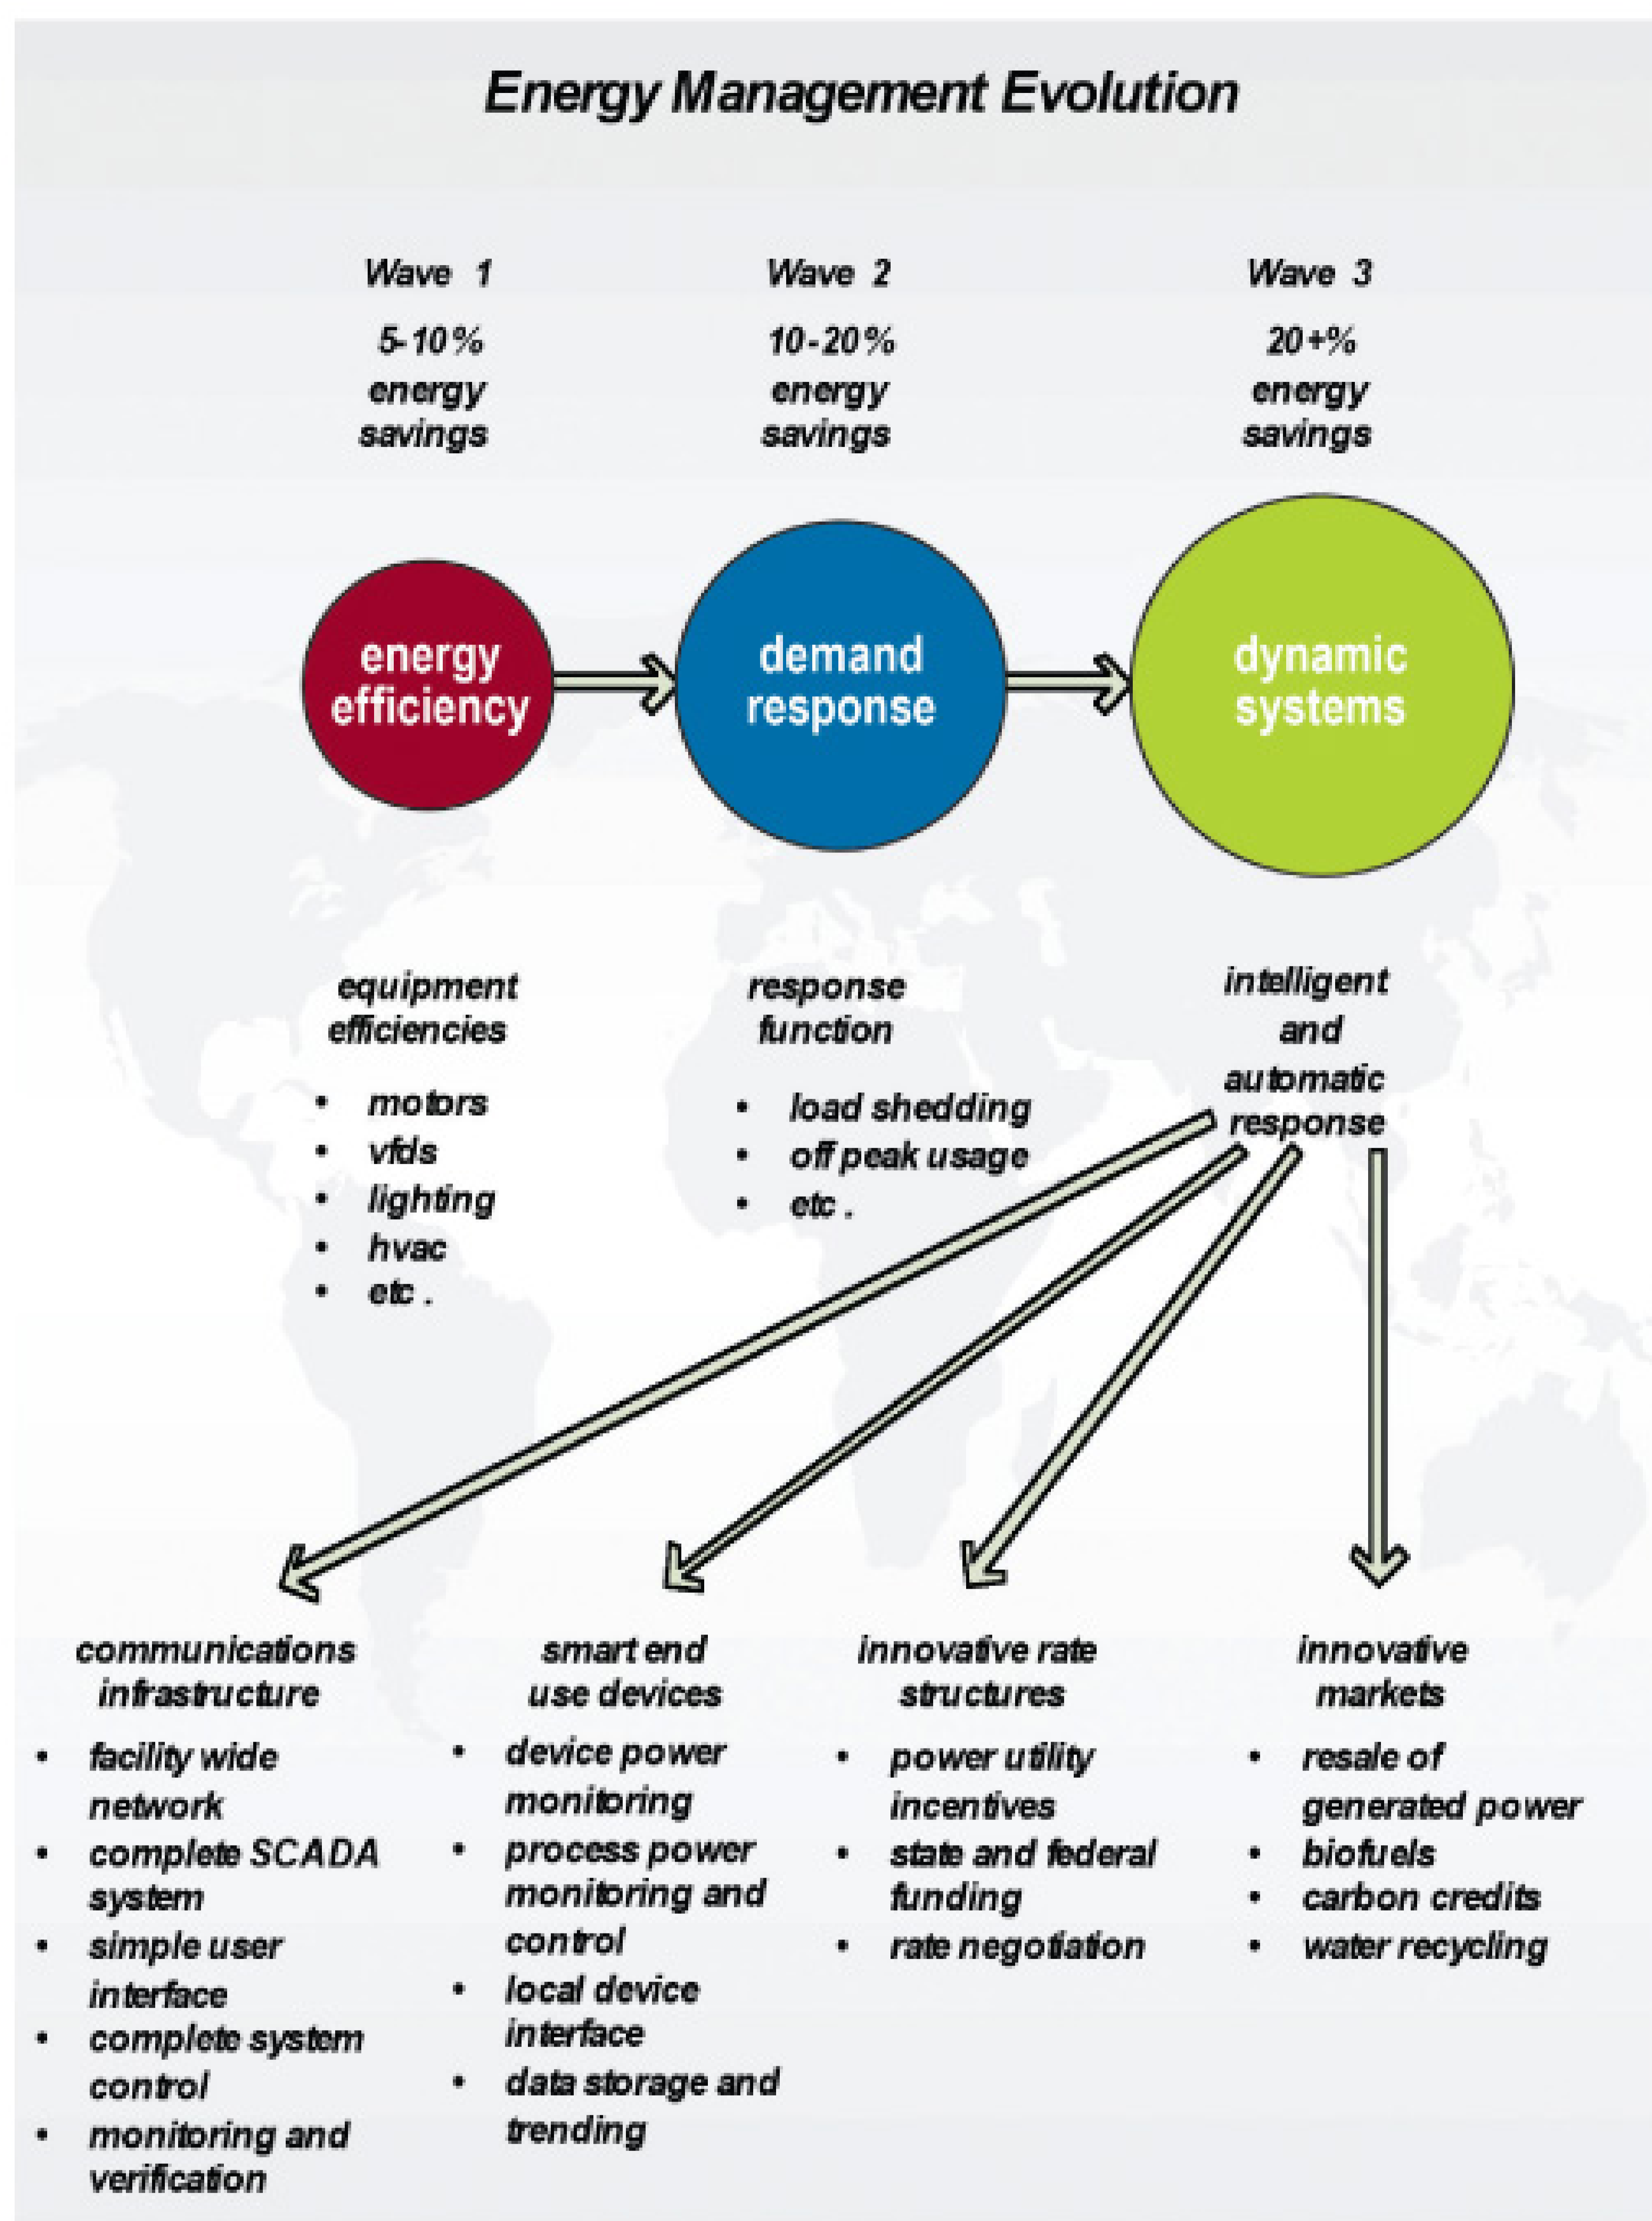 Energy Management Evolution
Wave 1
5-10%
energy
savings
Wave 2
10-20%
energy
savings
Wave 3
20+%
energy
savings
energy
efficiency
demand
response
dynamic
systems
equipment
efficiencies
• motors
• vfds
• lighting
• hvac
• etc .
response
function
• load shedding
• off peak usage
• etc .
intelligent
and
automatic
response
communications
infrastructure
• facility wide
network
• complete SCADA
system
• simple user
interface
• complete system
control
• monitoring and
verification
smart end
use devices
• device power
monitoring
• process power
monitoring and
control
• local device
interface
• data storage and
trending
innovative rate
structures
• power utility
incentives
• state and federal
funding
• rate negotiation
innovative
markets
• resale of
generated power
• biofuels
• carbon credits
• water recycling